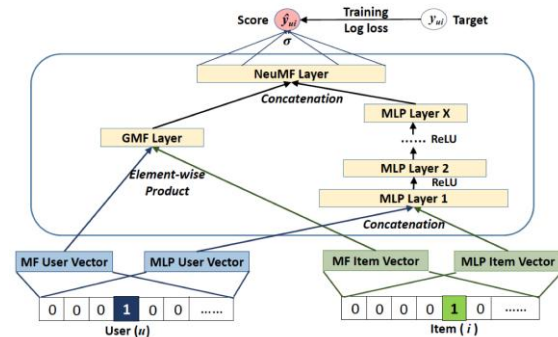 Score ŷui Training yui Target
Log loss
σ
NeuMF Layer
Concatenation
MLP Layer X
GMF Layer
...... ReLU
Element-wise
Product
MLP Layer 2
ReLU
MLP Layer 1
Concatenation
MF User Vector MLP User Vector MF Item Vector MLP Item Vector
0 0 0 1 0 0 ...... 0 0 0 0 1 0 ......
User (u) Item ( i )